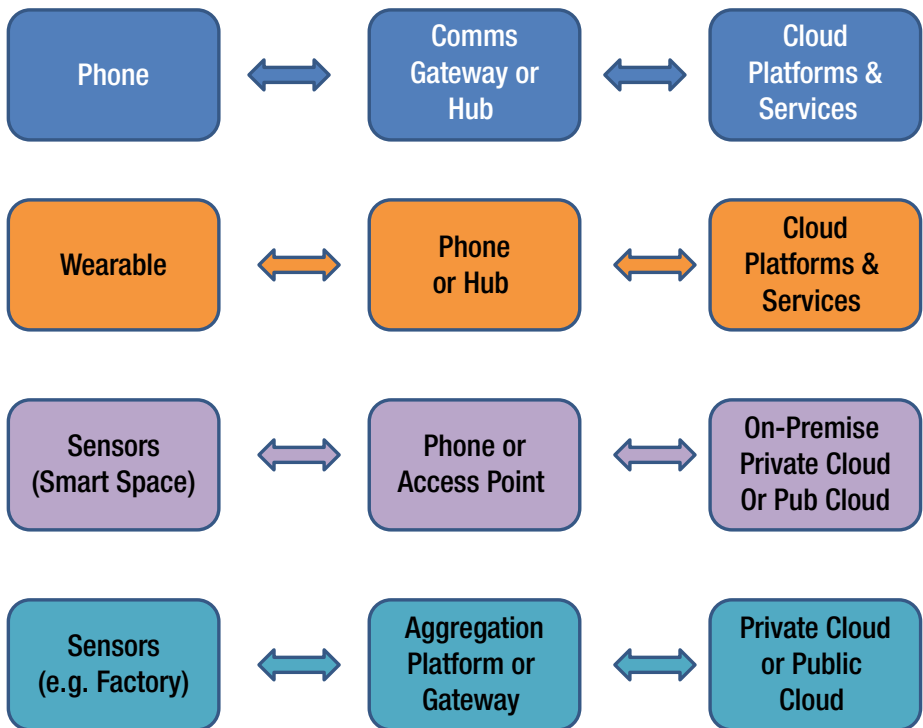 Phone
Comms
Gateway or
Hub
Cloud
Platforms &
Services
Wearable
Phone
or Hub
Cloud
Platforms &
Services
Sensors
(Smart Space)
Phone or
Access Point
On-Premise
Private Cloud
Or Pub Cloud
Sensors
(e.g. Factory)
Aggregation
Platform or
Gateway
Private Cloud
or Public
Cloud